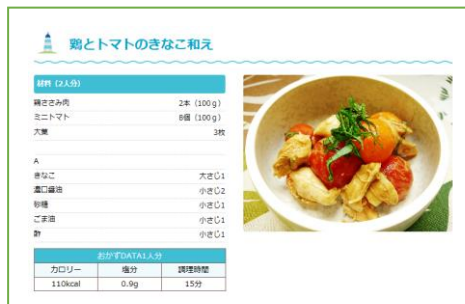 鶏とトマトのきなこ和え
材料（2人分）
鶏ささみ肉 2本（100g）
ミニトマト 8個（100g）
大葉 3枚
A
きなこ 大さじ1
濃口醤油 小さじ2
砂糖 小さじ1
ごま油 小さじ1
酢 小さじ1
おかずDATA1人分
カロリー 塩分 調理時間
110kcal 0.9g 15分